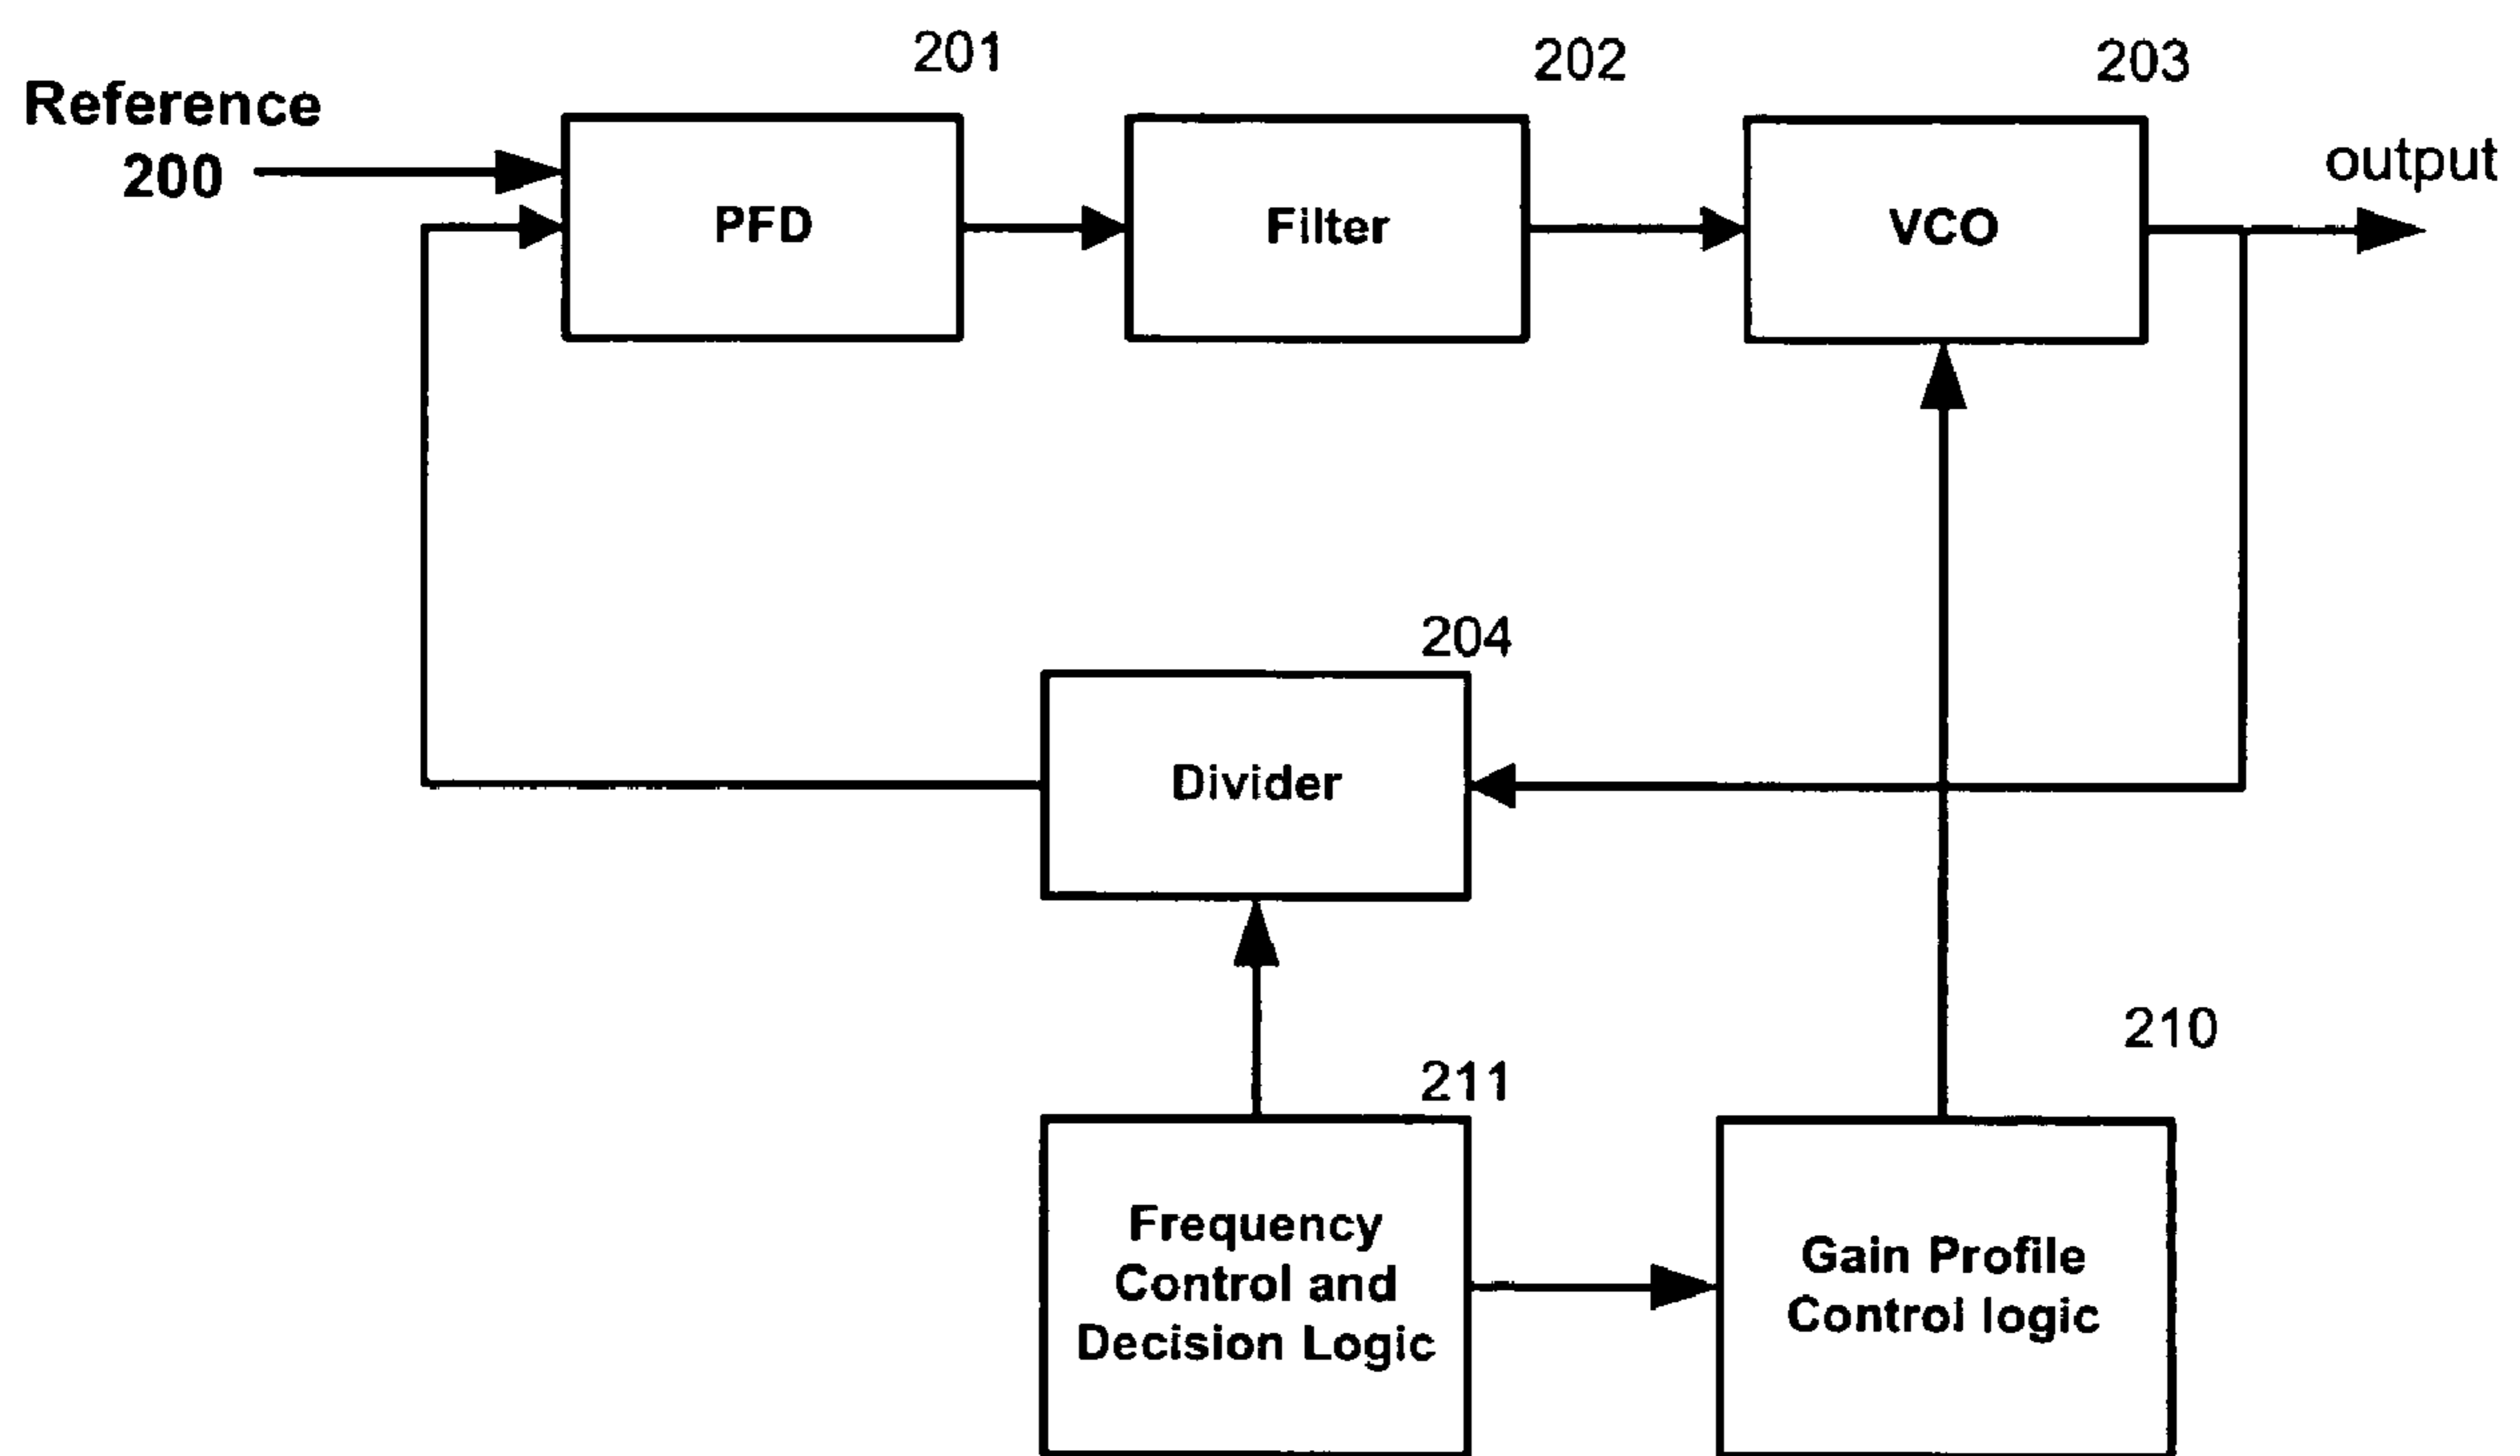 201
202
203
Reference
200
output
PFD
Filter
VCO
204
Divider
210
211
Frequency
Control and
Decision Logic
Gain Profile
Control logic